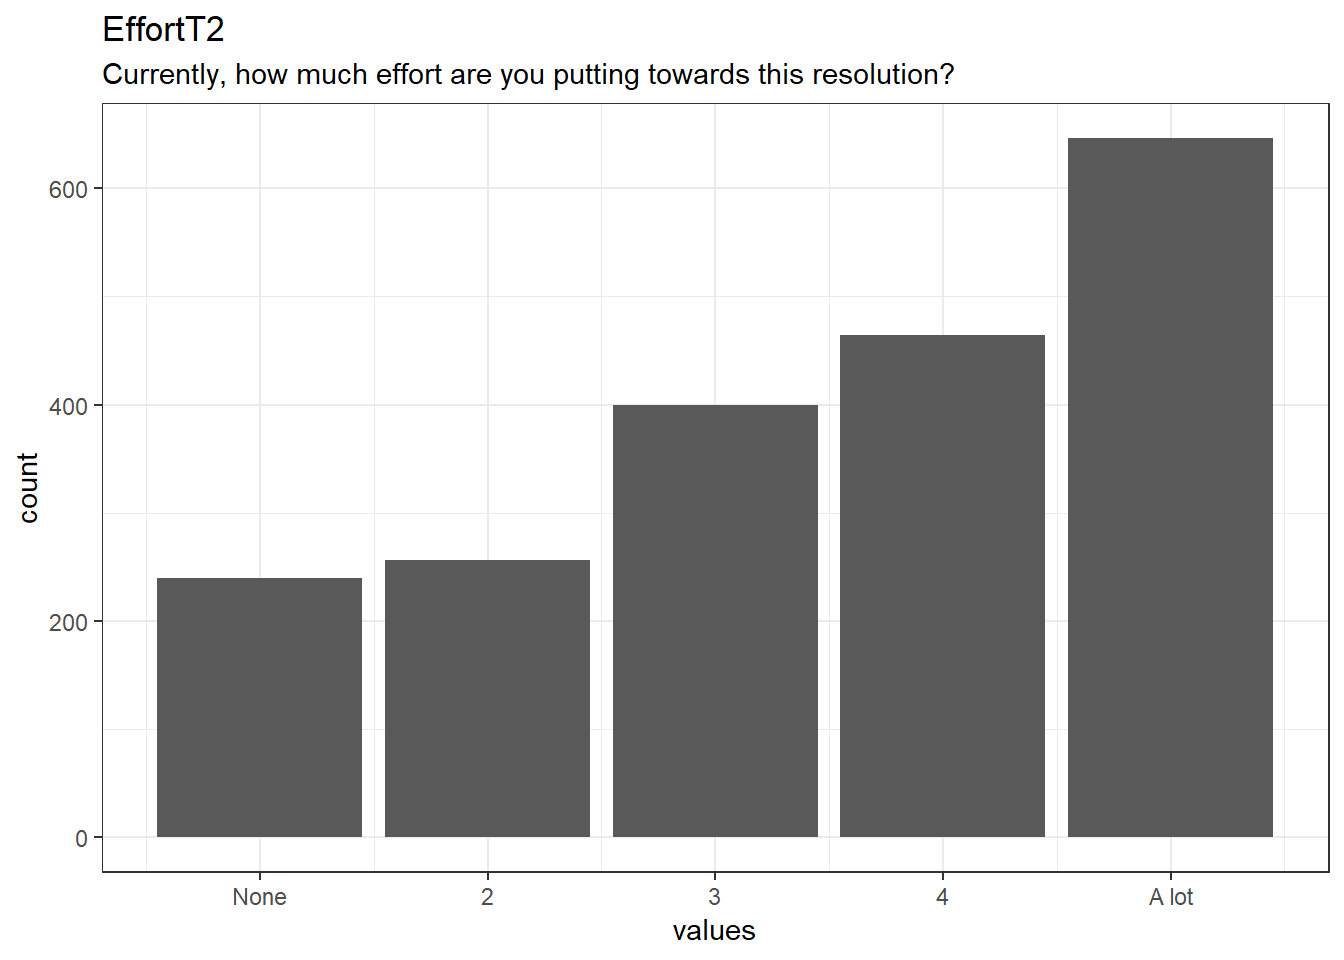 EffortT2
Currently, how much effort are you putting towards this resolution?
600
400
200
0
count
None 2 3 4 A lot
values